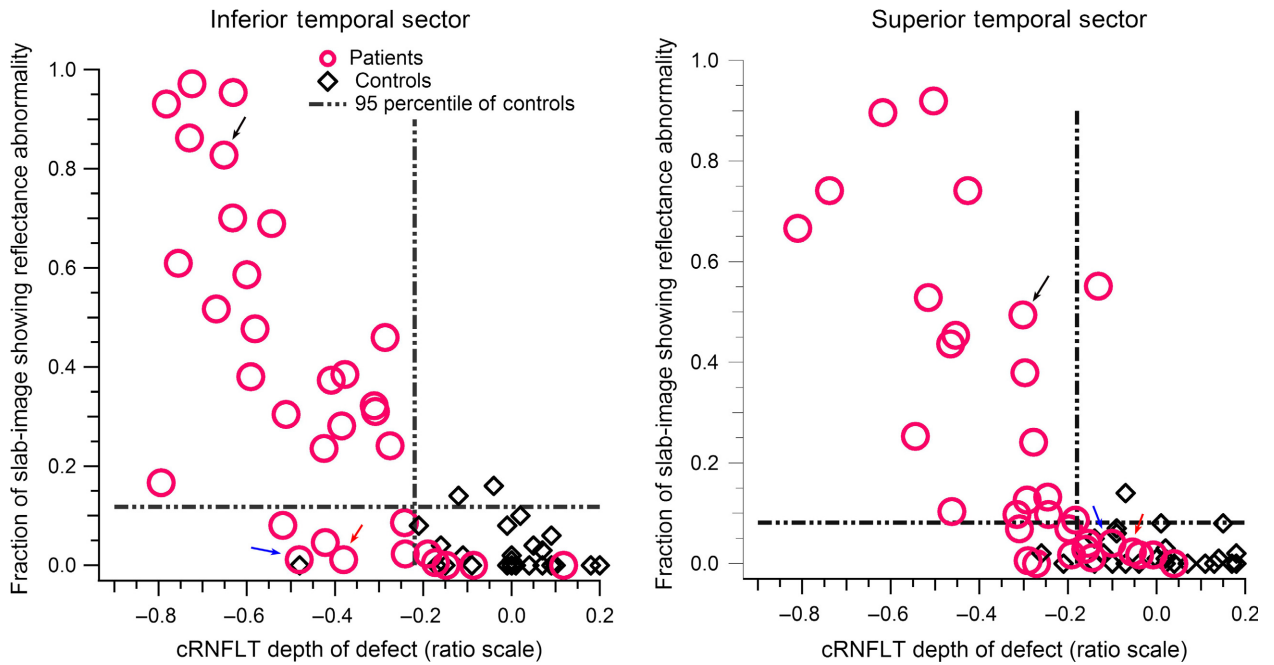 Inferior temporal sector
Fraction of slab-image showing reflectance abnormality
Patients
Controls
95 percentile of controls
1.0
0.8
0.6
0.4
0.2
0.0
–0.8
–0.6
–0.4
–0.2
0.0
0.2
cRNFLT depth of defect (ratio scale)
Superior temporal sector
Fraction of slab-image showing reflectance abnormality
1.0
0.8
0.6
0.4
0.2
0.0
–0.8
–0.6
–0.4
–0.2
0.0
0.2
cRNFLT depth of defect (ratio scale)